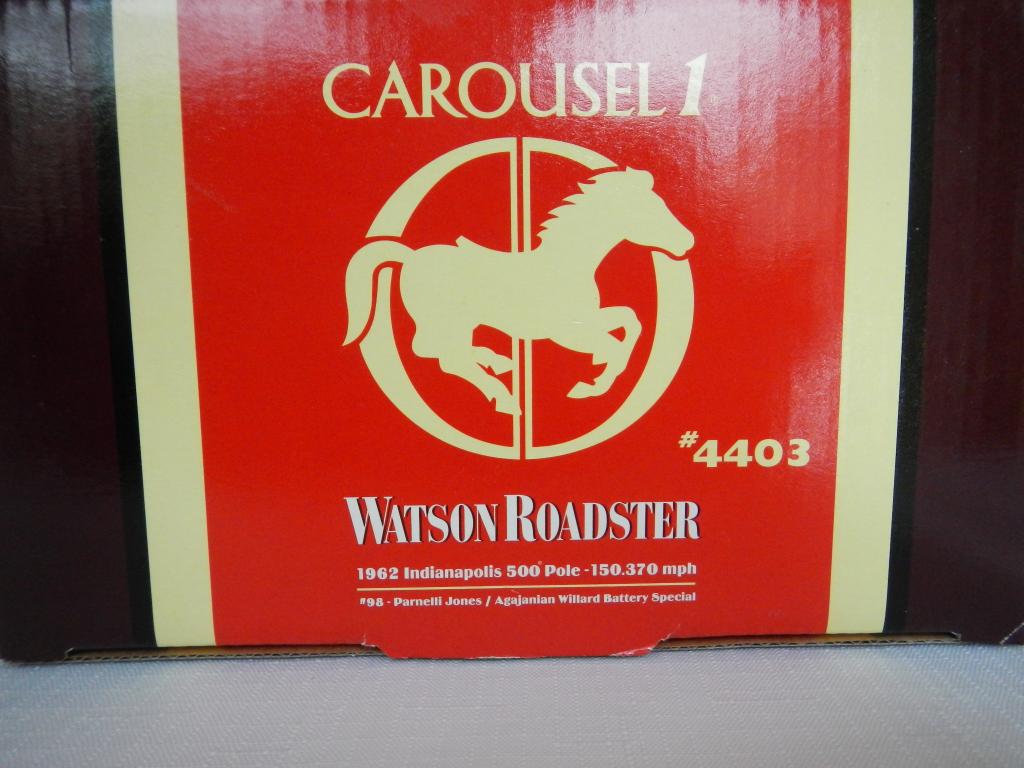 CAROUSEL 1
#4403
WATSON ROADSTER
1962 Indianapolis 500® Pole - 150.370 mph
#98 - Parnelli Jones / Agajanian Willard Battery Special